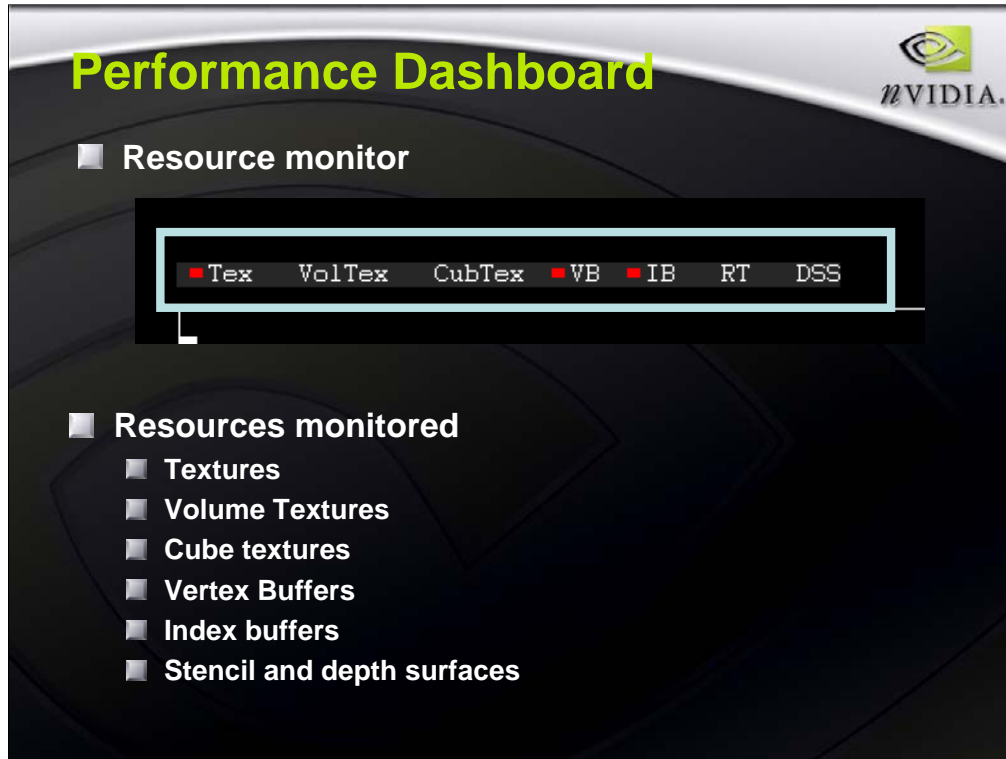 Performance Dashboard
nVIDIA.
Resource monitor
Tex VolTex CubTex VB IB RT DSS
Resources monitored
Textures
Volume Textures
Cube textures
Vertex Buffers
Index buffers
Stencil and depth surfaces